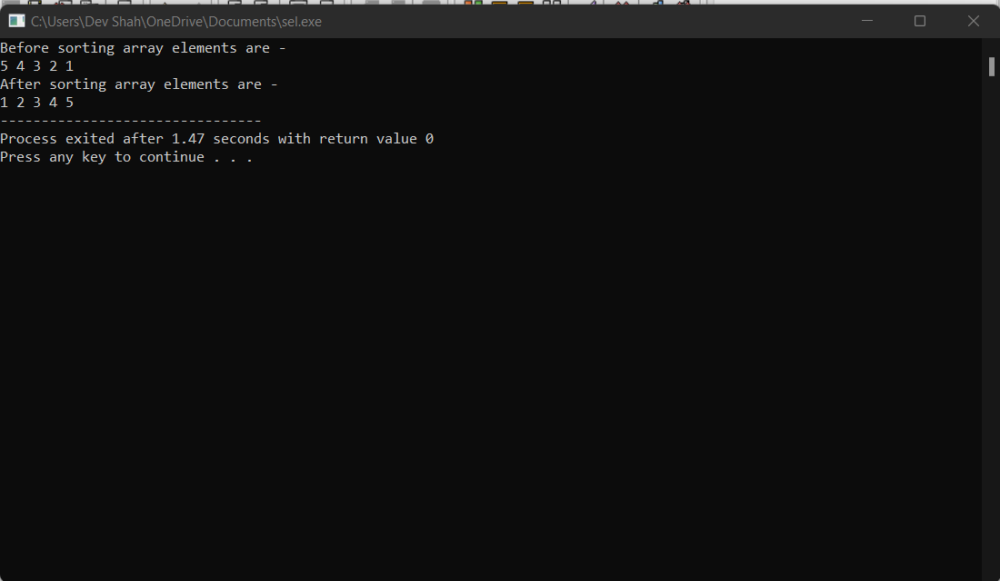 C:\Users\Dev Shah\OneDrive\Documents\sel.exe
Before sorting array elements are -
5 4 3 2 1
After sorting array elements are -
1 2 3 4 5
--------------------------------
Process exited after 1.47 seconds with return value 0
Press any key to continue . . .